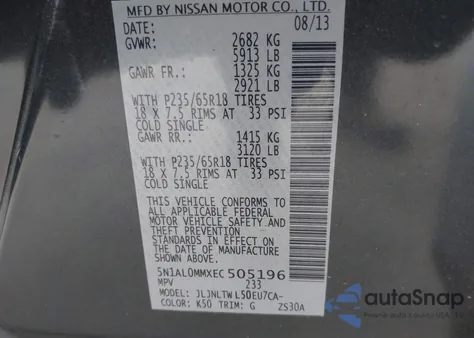 MFD BY NISSAN MOTOR CO., LTD.
DATE: 08/13
GVWR: 2682 KG
5913 LB
GAWR FR.: 1325 KG
2921 LB
WITH P235/65R18 TIRES
18 X 7.5 RIMS AT 33 PSI
COLD SINGLE
GAWR RR.: 1415 KG
3120 LB
WITH P235/65R18 TIRES
18 X 7.5 RIMS AT 33 PSI
COLD SINGLE
THIS VEHICLE CONFORMS TO
ALL APPLICABLE FEDERAL
MOTOR VEHICLE SAFETY AND
THEFT PREVENTION
STANDARDS IN EFFECT ON
THE DATE OF MANUFACTURE
SHOWN ABOVE.
5N1AL0MMXEC505196
MPV 233
MODEL: JLJNLTWL50EU7CA-
COLOR: K50 TRIM: G ZS30A
autoSnap
AUCTION CARS FROM U.S.A